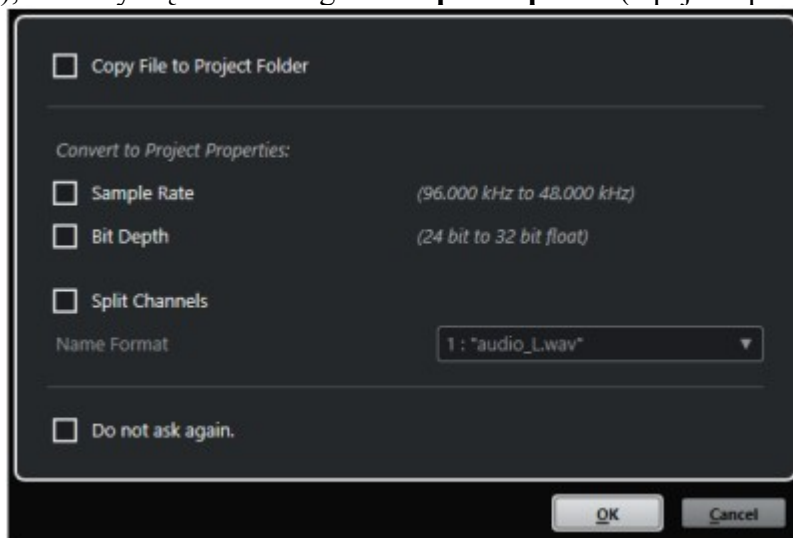 Copy File to Project Folder
Convert to Project Properties:
Sample Rate (96.000 kHz to 48.000 kHz)
Bit Depth (24 bit to 32 bit float)
Split Channels
Name Format 1 : "audio_L.wav"
Do not ask again.
OK Cancel